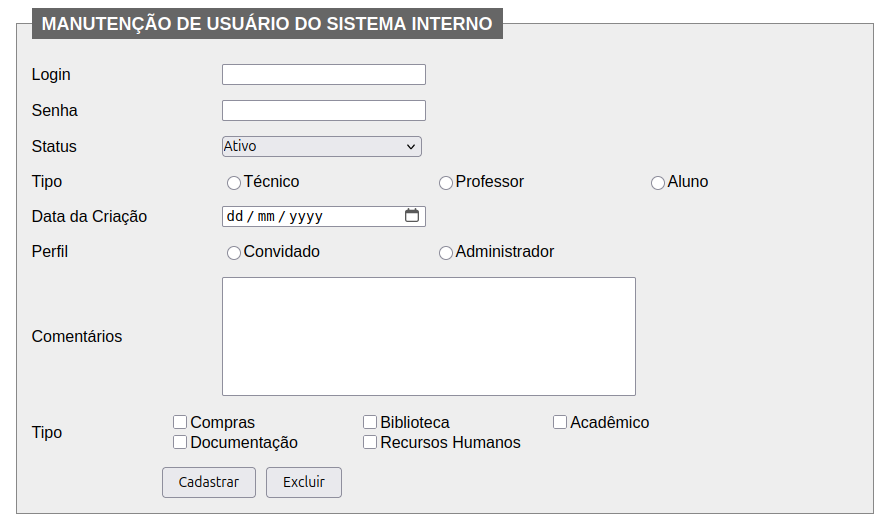 MANUTENÇÃO DE USUÁRIO DO SISTEMA INTERNO
Login
Senha
Status Ativo
Tipo Técnico Professor Aluno
Data da Criação dd / mm / yyyy
Perfil Convidado Administrador
Comentários
Tipo
Compras Biblioteca Acadêmico
Documentação Recursos Humanos
Cadastrar Excluir